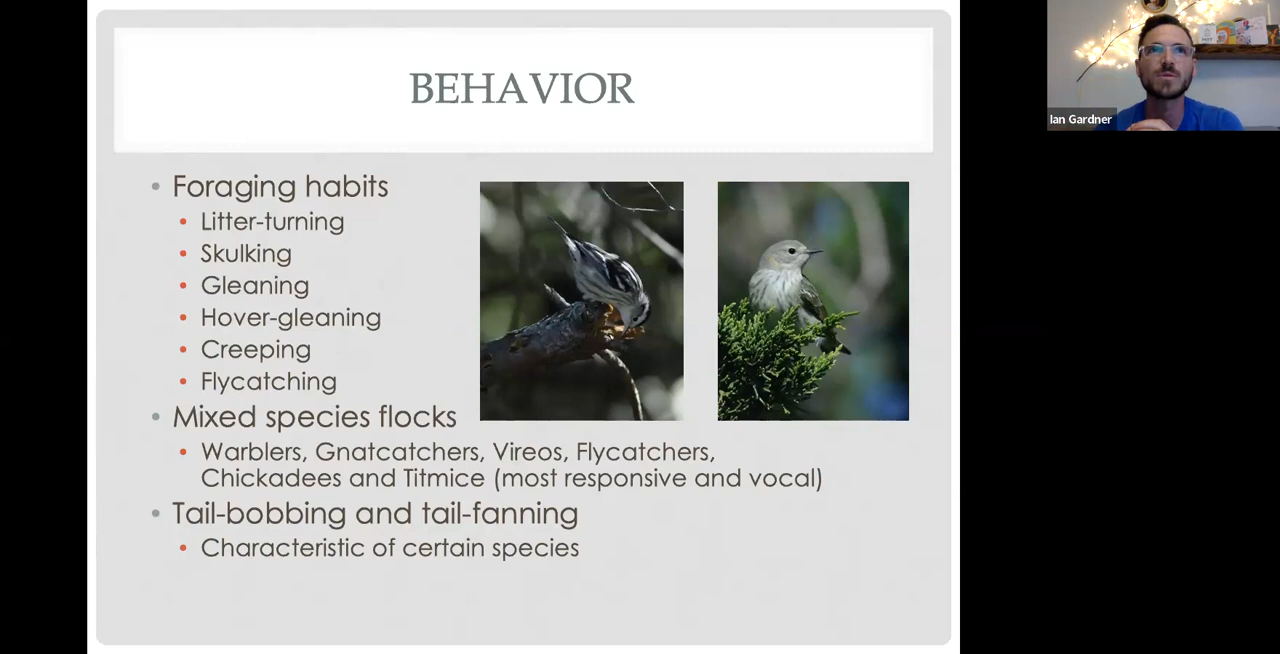 BEHAVIOR
Foraging habits
Litter-turning
Skulking
Gleaning
Hover-gleaning
Creeping
Flycatching
Mixed species flocks
Warblers, Gnatcatchers, Vireos, Flycatchers,
Chickadees and Titmice (most responsive and vocal)
Tail-bobbing and tail-fanning
Characteristic of certain species
Ian Gardner